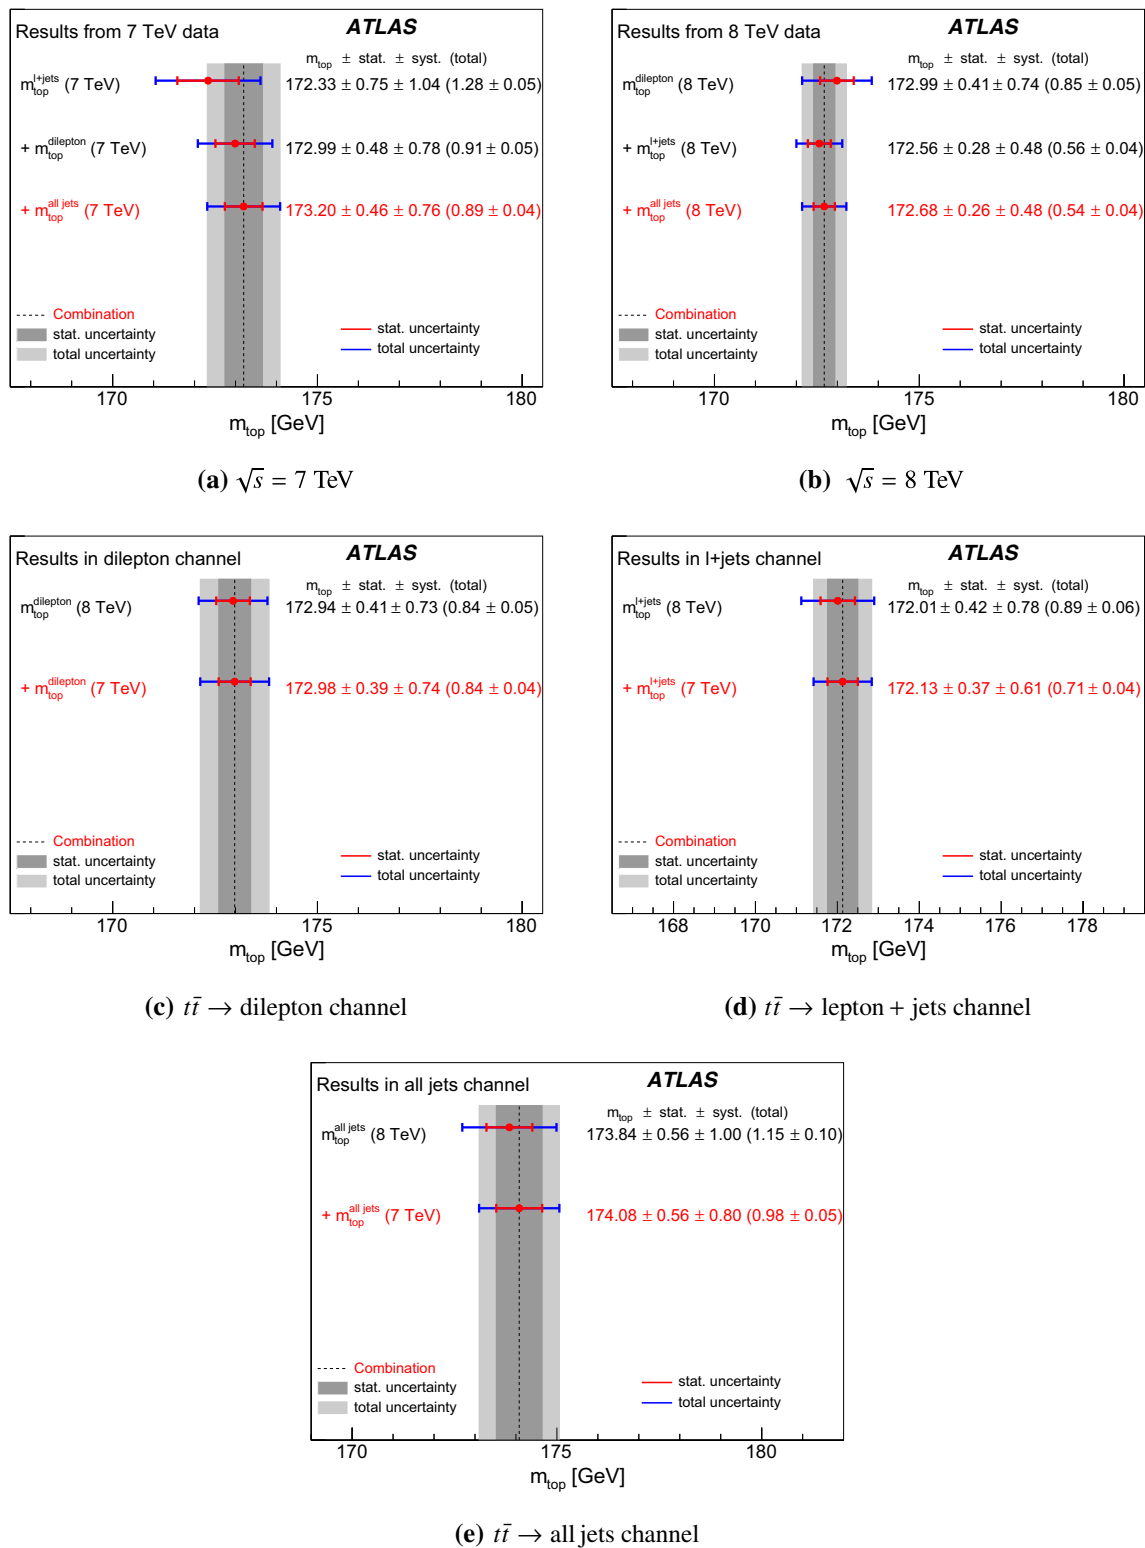 Results from 7 TeV data ATLAS
m_top ± stat. ± syst. (total)
m_top^l+jets (7 TeV) 172.33 ± 0.75 ± 1.04 (1.28 ± 0.05)
+ m_top^dilepton (7 TeV) 172.99 ± 0.48 ± 0.78 (0.91 ± 0.05)
+ m_top^all jets (7 TeV) 173.20 ± 0.46 ± 0.76 (0.89 ± 0.04)
Combination
stat. uncertainty stat. uncertainty
total uncertainty total uncertainty
170 175 180
m_top [GeV]
(a) √s = 7 TeV
Results from 8 TeV data ATLAS
m_top ± stat. ± syst. (total)
m_top^dilepton (8 TeV) 172.99 ± 0.41 ± 0.74 (0.85 ± 0.05)
+ m_top^l+jets (8 TeV) 172.56 ± 0.28 ± 0.48 (0.56 ± 0.04)
+ m_top^all jets (8 TeV) 172.68 ± 0.26 ± 0.48 (0.54 ± 0.04)
Combination
stat. uncertainty stat. uncertainty
total uncertainty total uncertainty
170 175 180
m_top [GeV]
(b) √s = 8 TeV
Results in dilepton channel ATLAS
m_top ± stat. ± syst. (total)
m_top^dilepton (8 TeV) 172.94 ± 0.41 ± 0.73 (0.84 ± 0.05)
+ m_top^dilepton (7 TeV) 172.98 ± 0.39 ± 0.74 (0.84 ± 0.04)
Combination
stat. uncertainty stat. uncertainty
total uncertainty total uncertainty
170 175 180
m_top [GeV]
(c) tt̄ → dilepton channel
Results in l+jets channel ATLAS
m_top ± stat. ± syst. (total)
m_top^l+jets (8 TeV) 172.01 ± 0.42 ± 0.78 (0.89 ± 0.06)
+ m_top^l+jets (7 TeV) 172.13 ± 0.37 ± 0.61 (0.71 ± 0.04)
Combination
stat. uncertainty stat. uncertainty
total uncertainty total uncertainty
168 170 172 174 176 178
m_top [GeV]
(d) tt̄ → lepton + jets channel
Results in all jets channel ATLAS
m_top ± stat. ± syst. (total)
m_top^all jets (8 TeV) 173.84 ± 0.56 ± 1.00 (1.15 ± 0.10)
+ m_top^all jets (7 TeV) 174.08 ± 0.56 ± 0.80 (0.98 ± 0.05)
Combination
stat. uncertainty stat. uncertainty
total uncertainty total uncertainty
170 175 180
m_top [GeV]
(e) tt̄ → all jets channel